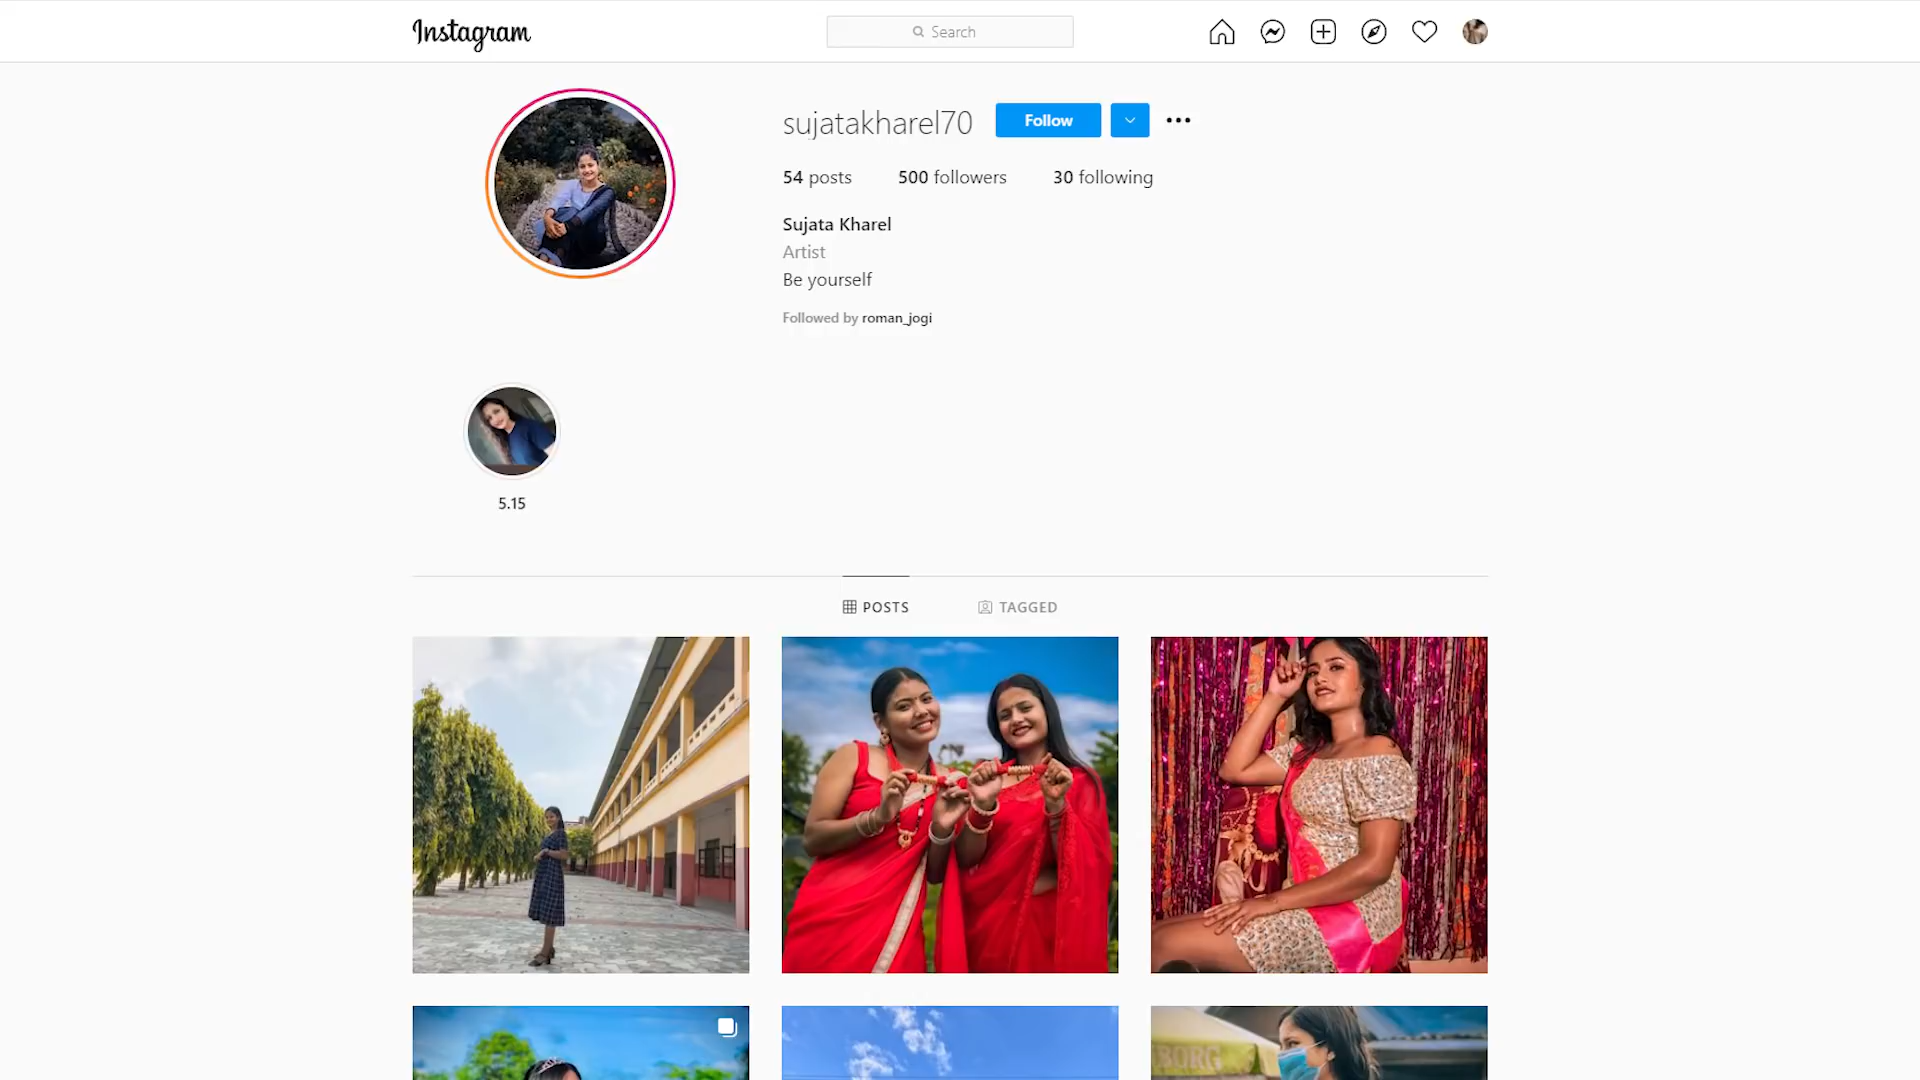 Instagram
Search
sujatakharel70 Follow
54 posts 500 followers 30 following
Sujata Kharel
Artist
Be yourself
Followed by roman_jogi
5.15
POSTS TAGGED
BORG